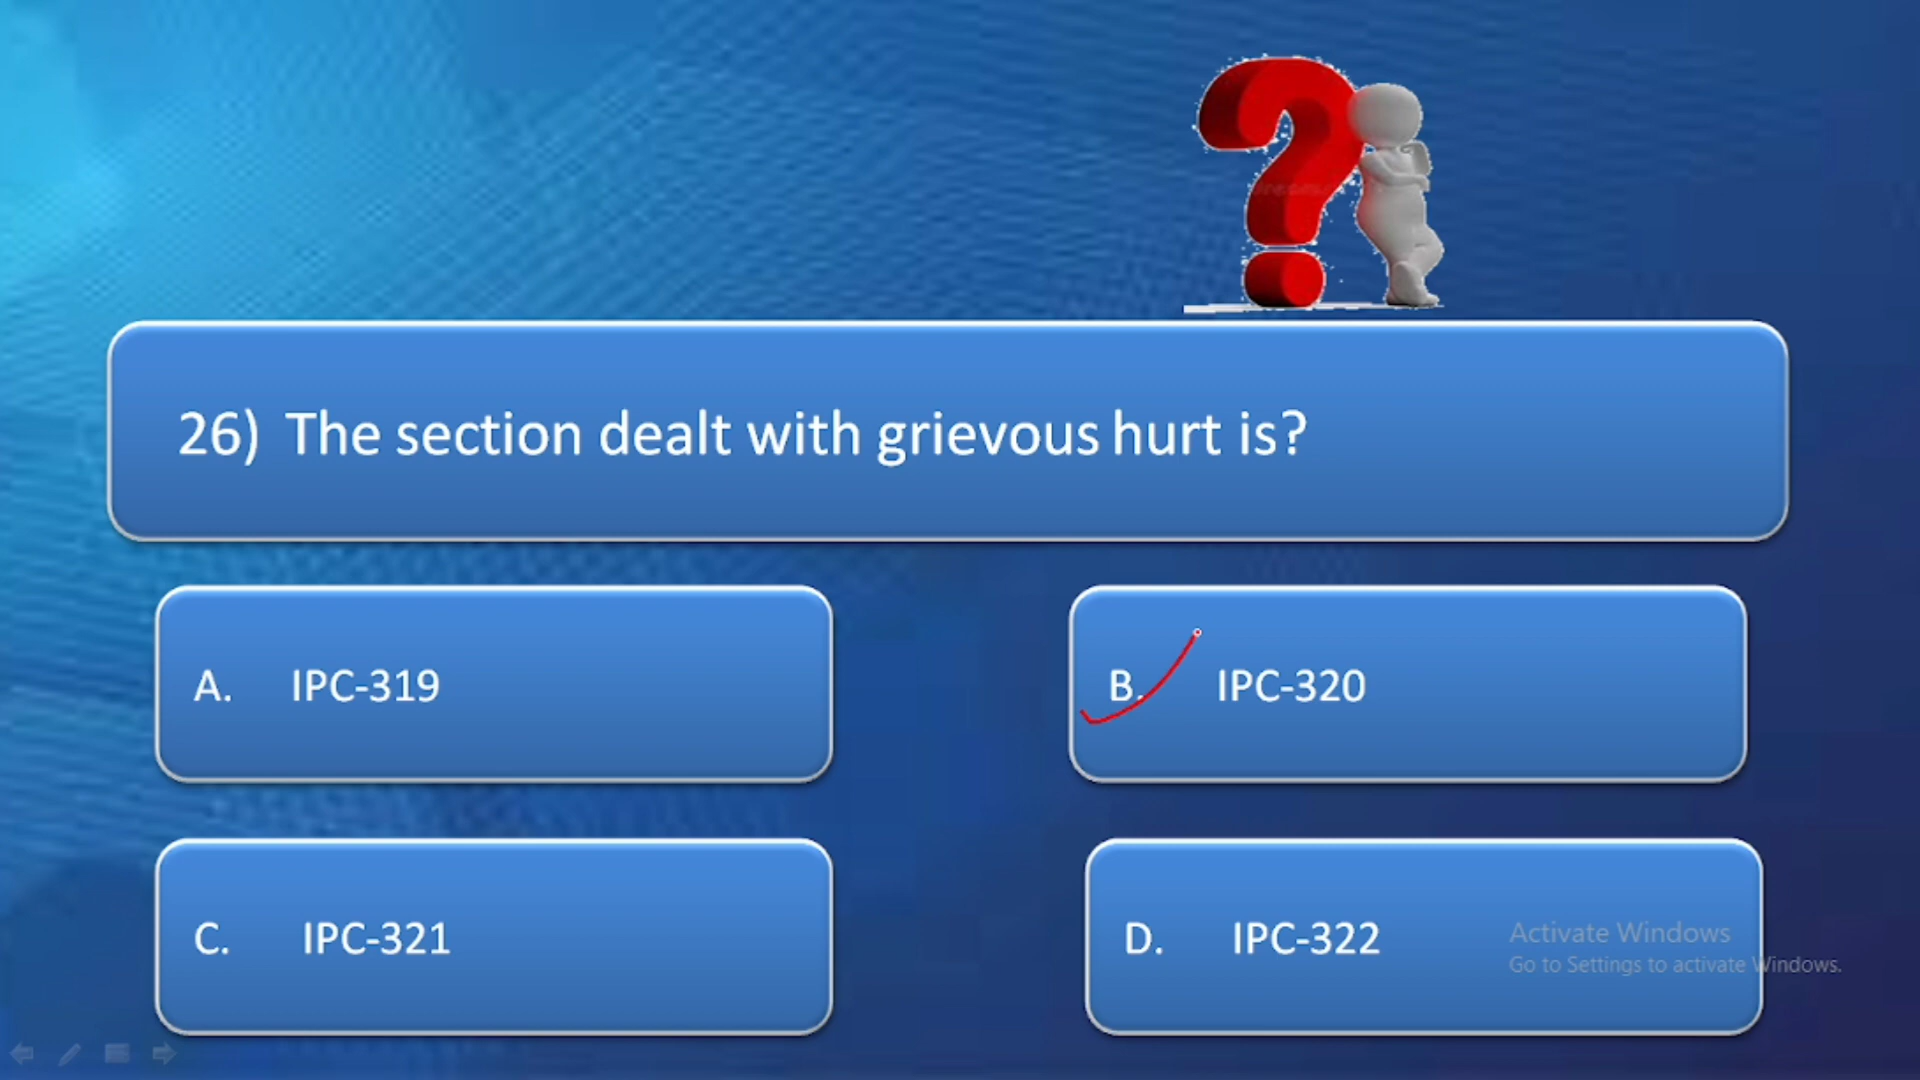 26) The section dealt with grievous hurt is?
A. IPC-319
B. IPC-320
C. IPC-321
D. IPC-322
Activate Windows
Go to Settings to activate Windows.